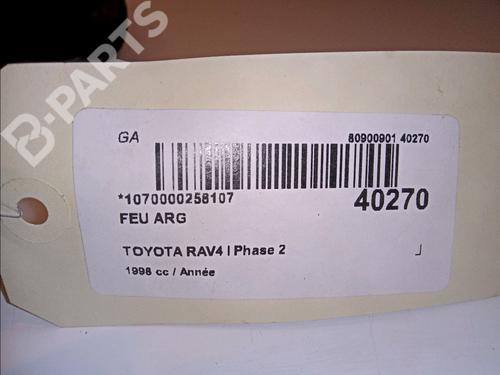 B-PARTS
GA
80900901 40270
*1070000258107
40270
FEU ARG
TOYOTA RAV4 I Phase 2
1998 cc / Année